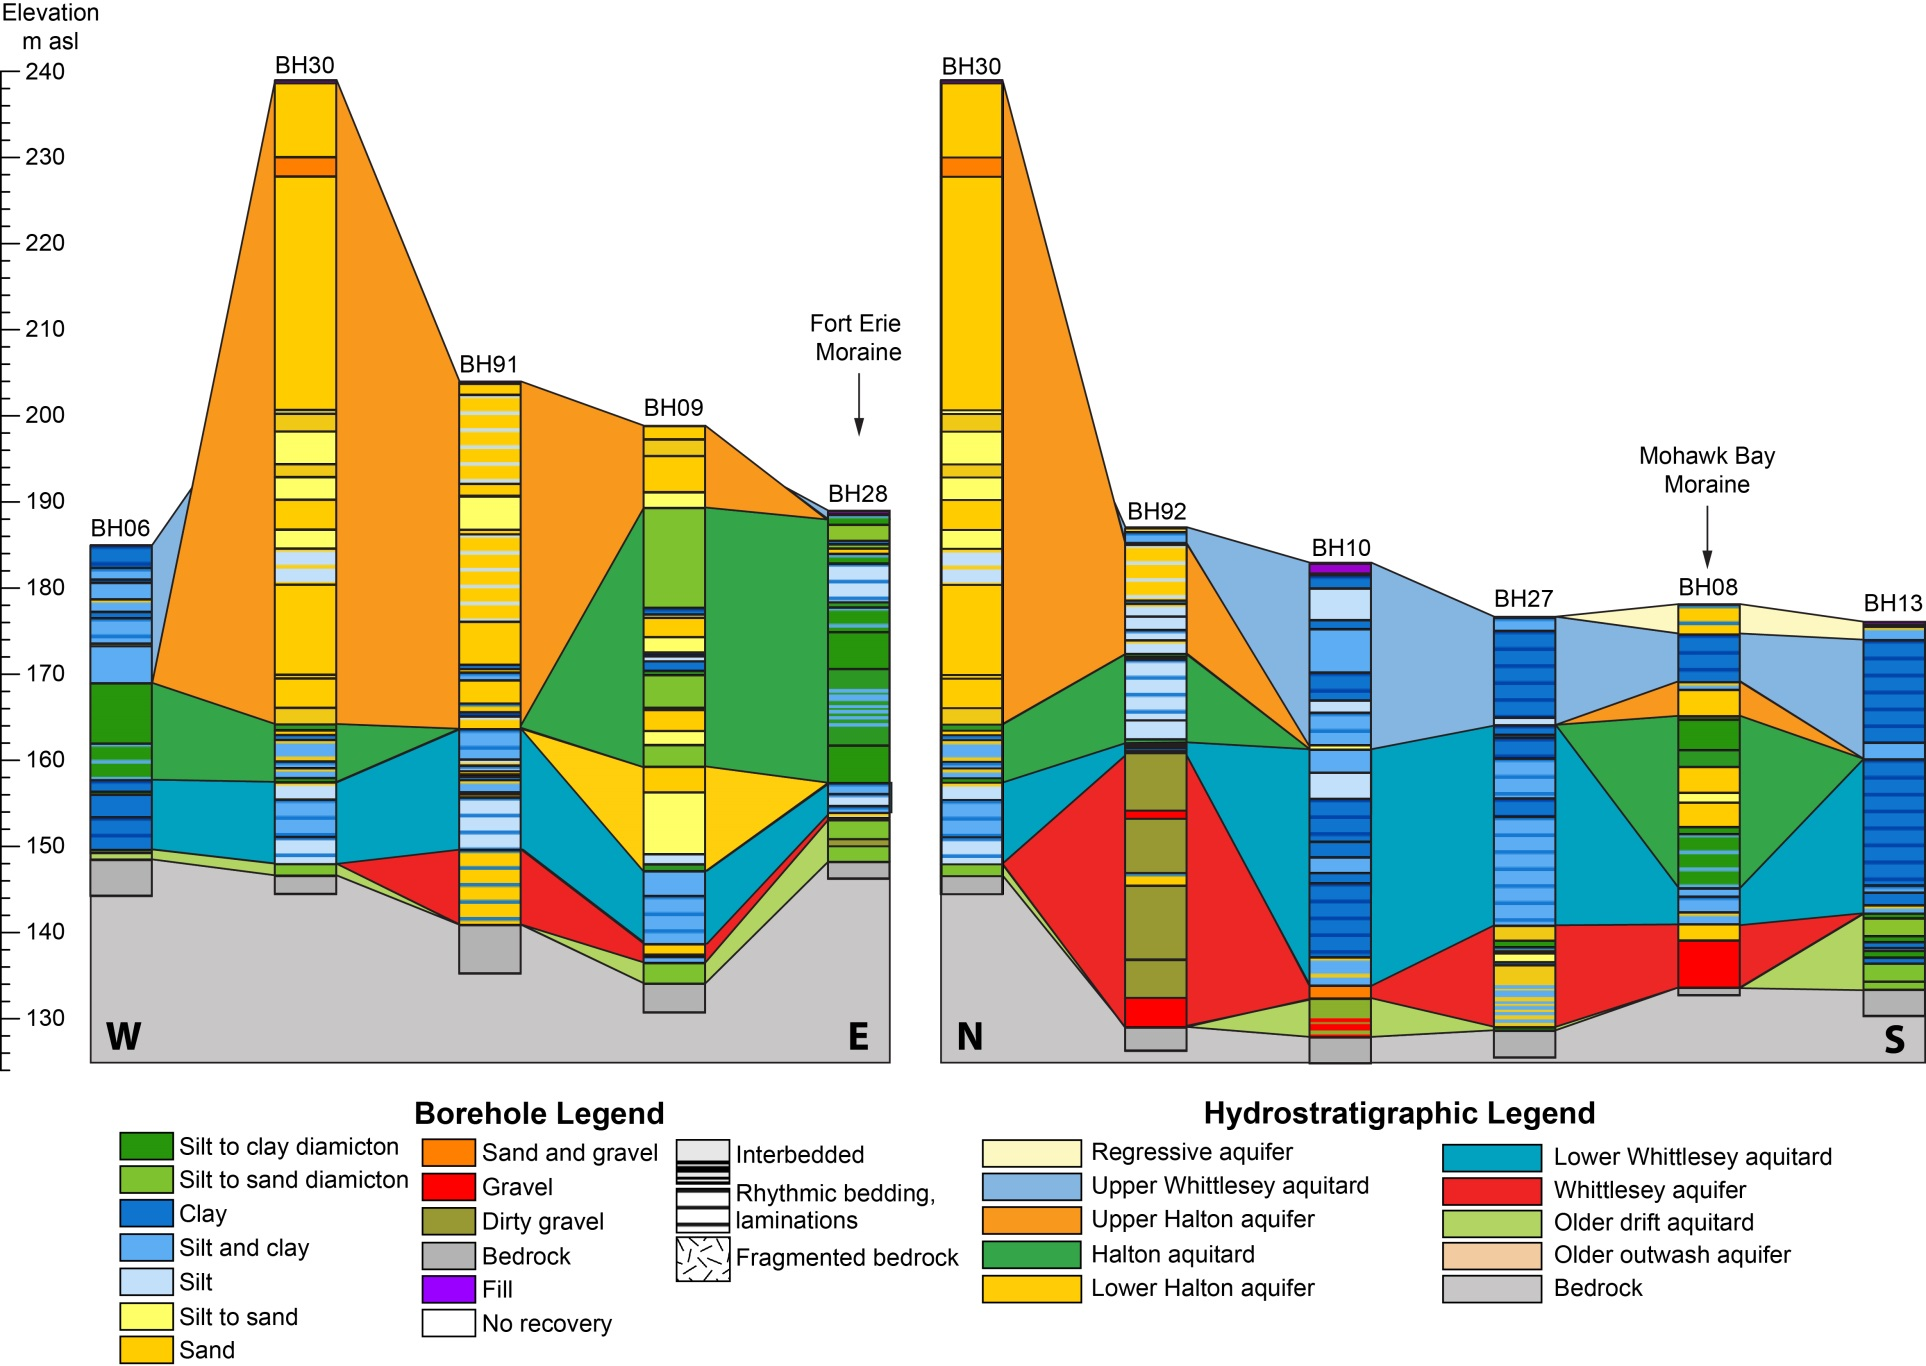 Elevation
m asl
240
230
220
210
200
190
180
170
160
150
140
130
BH06
BH30
BH91
BH09
Fort Erie
Moraine
BH28
W
E
BH30
BH92
BH10
BH27
Mohawk Bay
Moraine
BH08
BH13
N
S
Borehole Legend
Silt to clay diamicton
Silt to sand diamicton
Clay
Silt and clay
Silt
Silt to sand
Sand
Sand and gravel
Gravel
Dirty gravel
Bedrock
Fill
No recovery
Interbedded
Rhythmic bedding,
laminations
Fragmented bedrock
Hydrostratigraphic Legend
Regressive aquifer
Upper Whittlesey aquitard
Upper Halton aquifer
Halton aquitard
Lower Halton aquifer
Lower Whittlesey aquitard
Whittlesey aquifer
Older drift aquitard
Older outwash aquifer
Bedrock